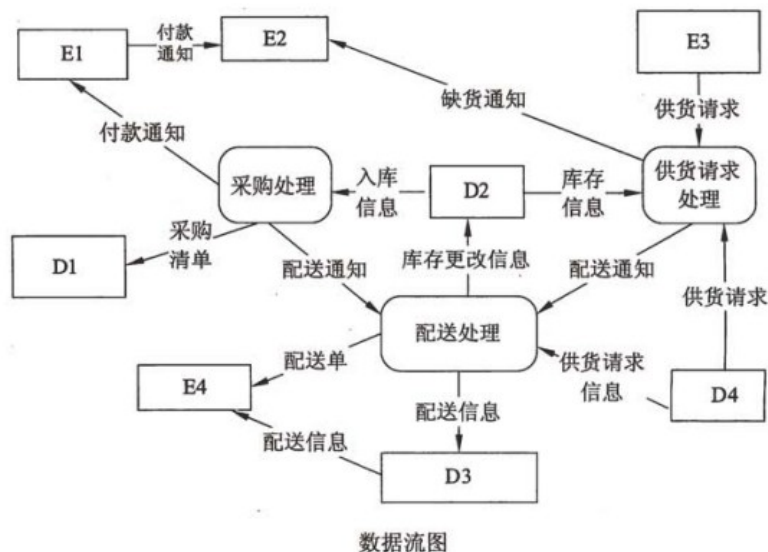 E1
付款
通知
E2
E3
缺货通知
供货请求
付款通知
采购处理
入库
信息
D2
库存
信息
供货请求
处理
采购
清单
D1
配送通知
库存更改信息
配送通知
供货请求
配送处理
配送单
E4
供货请求
信息
D4
配送信息
配送信息
D3
数据流图